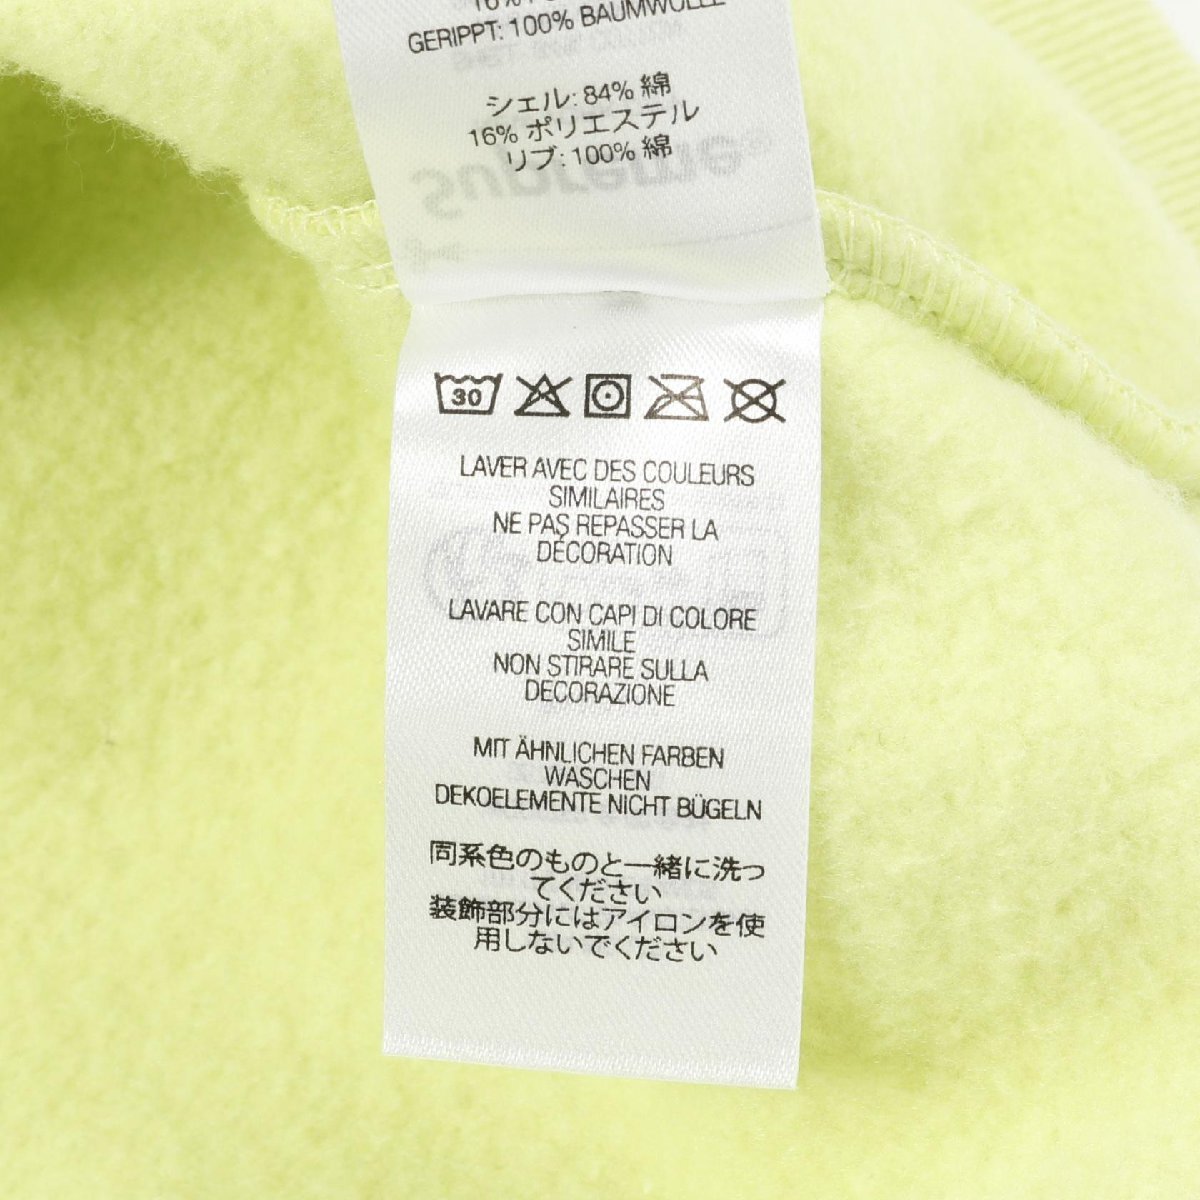 GERIPPT: 100% BAUMWOLLE
シェル: 84% 綿
16% ポリエステル
リブ: 100% 綿
Supreme
30
LAVER AVEC DES COULEURS
SIMILAIRES
NE PAS REPASSER LA
DÉCORATION
LAVARE CON CAPI DI COLORE
SIMILE
NON STIRARE SULLA
DECORAZIONE
MIT ÄHNLICHEN FARBEN
WASCHEN
DEKOELEMENTE NICHT BÜGELN
同系色のものと一緒に洗っ
てください
装飾部分にはアイロンを使
用しないでください